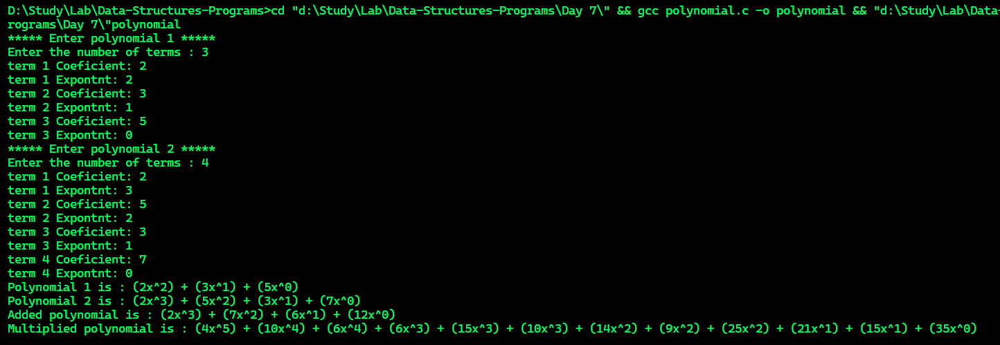 D:\Study\Lab\Data-Structures-Programs>cd "d:\Study\Lab\Data-Structures-Programs\Day 7\" && gcc polynomial.c -o polynomial && "d:\Study\Lab\Data-
rograms\Day 7\"polynomial
***** Enter polynomial 1 *****
Enter the number of terms : 3
term 1 Coeficient: 2
term 1 Expontnt: 2
term 2 Coeficient: 3
term 2 Expontnt: 1
term 3 Coeficient: 5
term 3 Expontnt: 0
***** Enter polynomial 2 *****
Enter the number of terms : 4
term 1 Coeficient: 2
term 1 Expontnt: 3
term 2 Coeficient: 5
term 2 Expontnt: 2
term 3 Coeficient: 3
term 3 Expontnt: 1
term 4 Coeficient: 7
term 4 Expontnt: 0
Polynomial 1 is : (2x^2) + (3x^1) + (5x^0)
Polynomial 2 is : (2x^3) + (5x^2) + (3x^1) + (7x^0)
Added polynomial is : (2x^3) + (7x^2) + (6x^1) + (12x^0)
Multiplied polynomial is : (4x^5) + (10x^4) + (6x^4) + (6x^3) + (15x^3) + (10x^3) + (14x^2) + (9x^2) + (25x^2) + (21x^1) + (15x^1) + (35x^0)